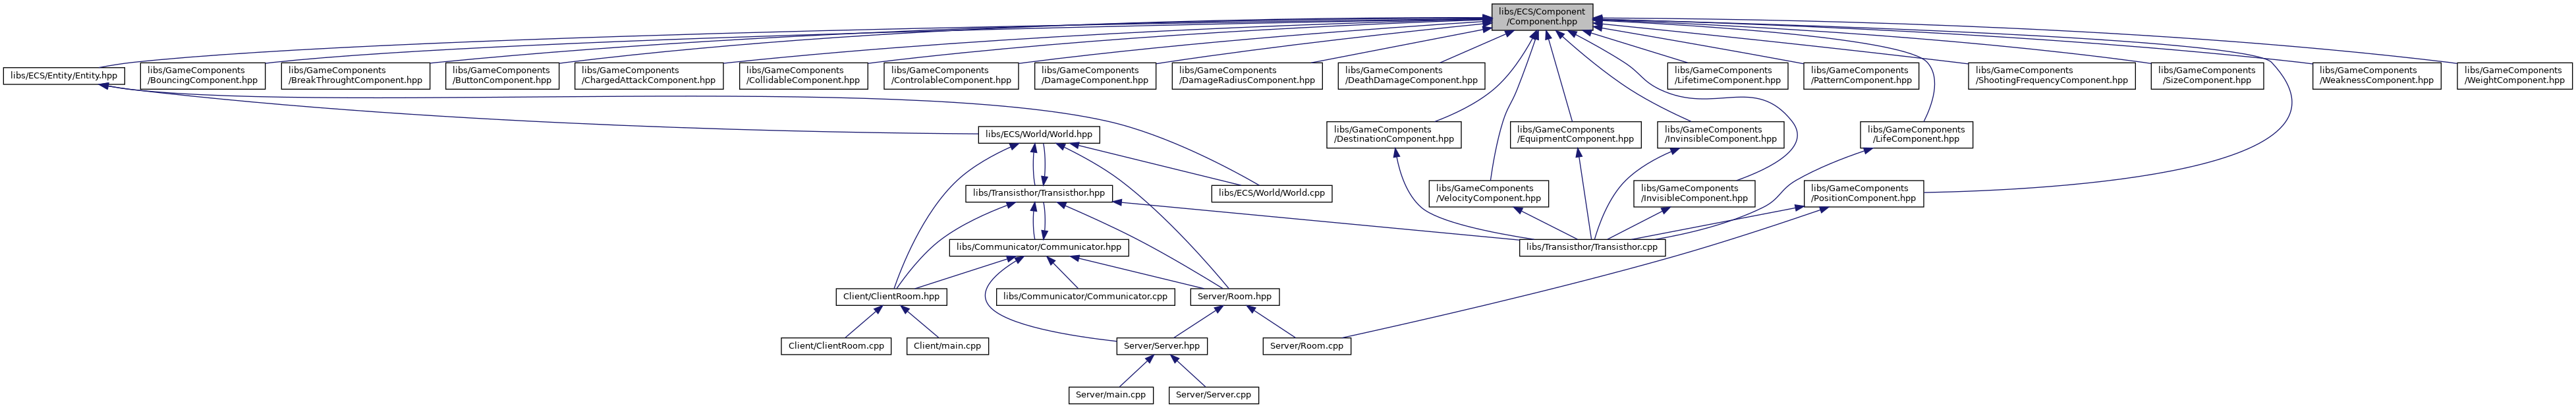 libs/ECS/Component
/Component.hpp
libs/ECS/Entity/Entity.hpp
libs/GameComponents
/BouncingComponent.hpp
libs/GameComponents
/BreakThroughtComponent.hpp
libs/GameComponents
/ButtonComponent.hpp
libs/GameComponents
/ChargedAttackComponent.hpp
libs/GameComponents
/CollidableComponent.hpp
libs/GameComponents
/ControlableComponent.hpp
libs/GameComponents
/DamageComponent.hpp
libs/GameComponents
/DamageRadiusComponent.hpp
libs/GameComponents
/DeathDamageComponent.hpp
libs/GameComponents
/LifetimeComponent.hpp
libs/GameComponents
/PatternComponent.hpp
libs/GameComponents
/ShootingFrequencyComponent.hpp
libs/GameComponents
/SizeComponent.hpp
libs/GameComponents
/WeaknessComponent.hpp
libs/GameComponents
/WeightComponent.hpp
libs/ECS/World/World.hpp
libs/GameComponents
/DestinationComponent.hpp
libs/GameComponents
/EquipmentComponent.hpp
libs/GameComponents
/InvinsibleComponent.hpp
libs/GameComponents
/LifeComponent.hpp
libs/Transisthor/Transisthor.hpp
libs/ECS/World/World.cpp
libs/GameComponents
/VelocityComponent.hpp
libs/GameComponents
/InvisibleComponent.hpp
libs/GameComponents
/PositionComponent.hpp
libs/Communicator/Communicator.hpp
libs/Transisthor/Transisthor.cpp
Client/ClientRoom.hpp
libs/Communicator/Communicator.cpp
Server/Room.hpp
Client/ClientRoom.cpp
Client/main.cpp
Server/Server.hpp
Server/Room.cpp
Server/main.cpp
Server/Server.cpp